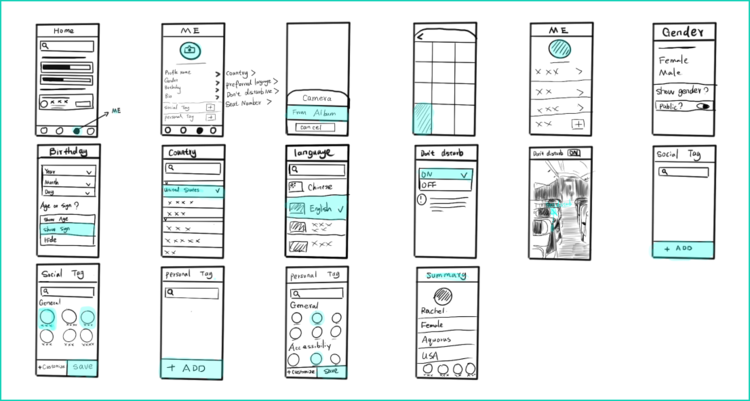 Home
x x x
ME
ME
Profile name
Gender
Birthday
Bio
social Tag
personal Tag
country >
preferred language >
Don't disturb
Seat Number >
Camera
From Album
cancel
ME
x x x
x x x
x x x
x x
Gender
Female
Male
show gender?
Public?
Birthday
Year
Month
Day
Age or Sign?
Show Age
Show Sign
Hide
Country
United States
x x x x
x x x
x x x x
x x x x x
x x
language
Chinese
English
x x x
x x
x x x
Don't disturb
ON
OFF
Don't disturb ON
Social Tag
+ ADD
Social Tag
General
+ Customize
save
personal Tag
+ ADD
personal Tag
General
Accessibility
+ customize
save
Summary
Rachel
Female
Aquarius
USA